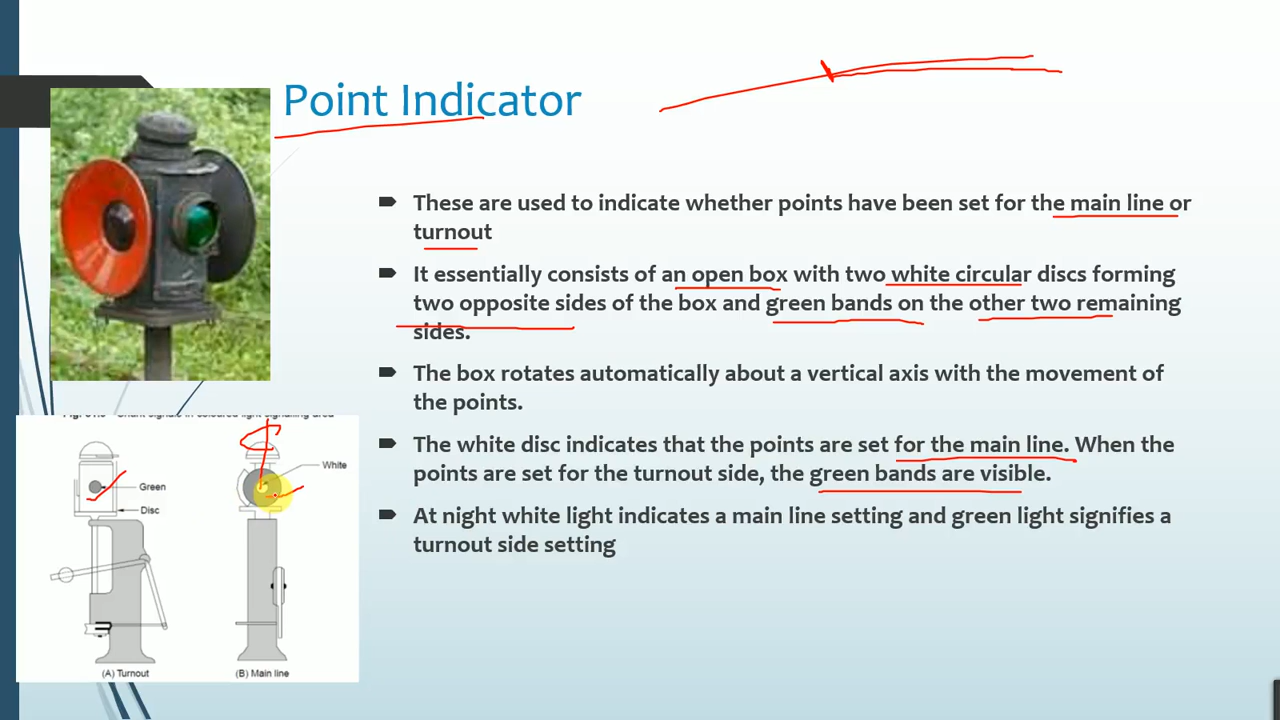 Point Indicator
These are used to indicate whether points have been set for the main line or
turnout
It essentially consists of an open box with two white circular discs forming
two opposite sides of the box and green bands on the other two remaining
sides.
The box rotates automatically about a vertical axis with the movement of
the points.
The white disc indicates that the points are set for the main line. When the
points are set for the turnout side, the green bands are visible.
At night white light indicates a main line setting and green light signifies a
turnout side setting
White
Green
Disc
(A) Turnout
(B) Main line